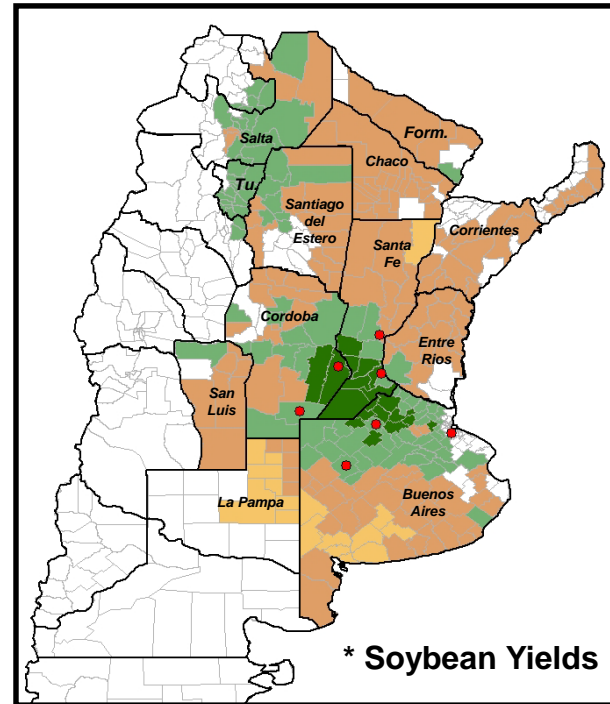 Salta
Form.
Chaco
Tu.
Santiago
del
Estero
Santa
Fe
Corrientes
Cordoba
Entre
Rios
San
Luis
La Pampa
Buenos
Aires
* Soybean Yields